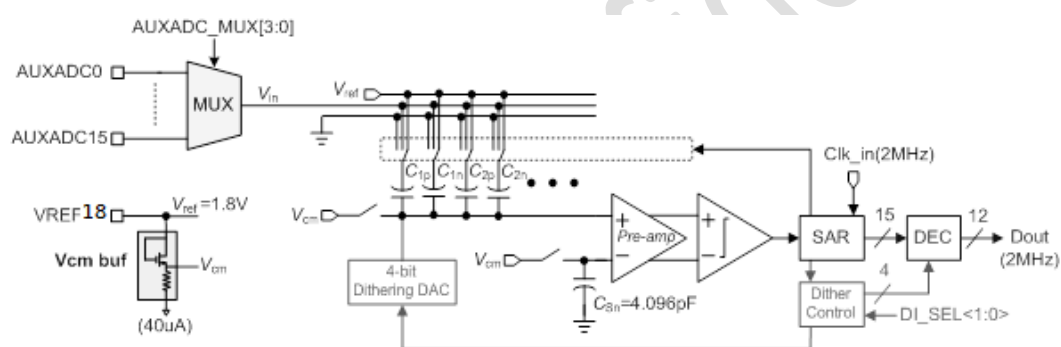 AUXADC_MUX[3:0]
AUXADC0
MUX
AUXADC15
Vin
Vref
Clk_in(2MHz)
C1p
C1n
C2p
C2n
VREF18
Vref=1.8V
Vcm
Vcm buf
Vcm
(40uA)
+
Pre-amp
−
+
−
SAR
15
DEC
12
Dout
(2MHz)
Vcm
4-bit
Dithering DAC
CSn=4.096pF
4
Dither
Control
DI_SEL<1:0>